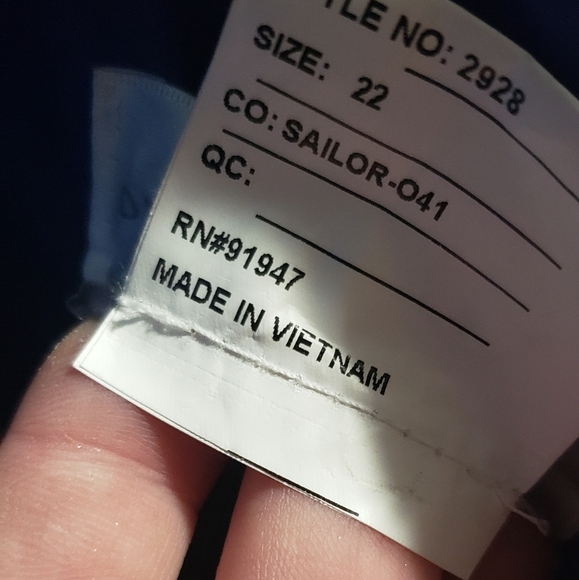 TLE NO: 2928
SIZE: 22
CO: SAILOR-O41
QC:
RN#91947
MADE IN VIETNAM